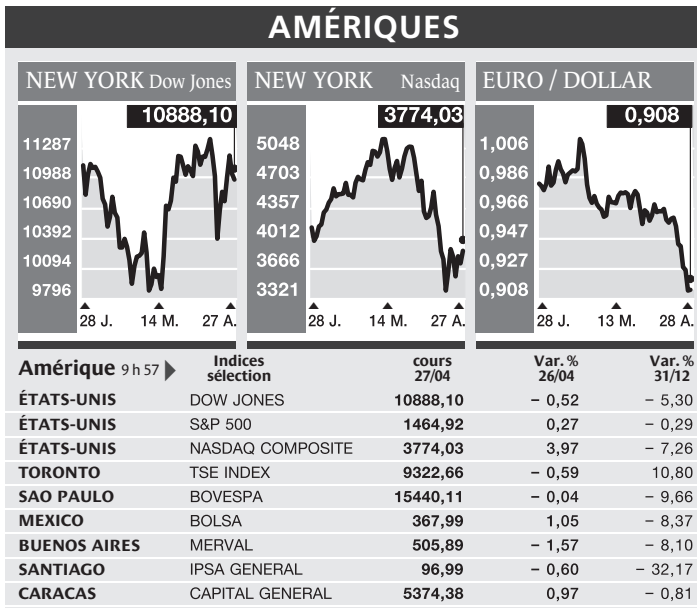 AMÉRIQUES
NEW YORK Dow Jones
10888,10
11287
10988
10690
10392
10094
9796
28 J. 14 M. 27 A.
NEW YORK Nasdaq
3774,03
5048
4703
4357
4012
3666
3321
28 J. 14 M. 27 A.
EURO / DOLLAR
0,908
1,006
0,986
0,966
0,947
0,927
0,908
28 J. 13 M. 28 A.
Amérique 9 h 57 Indices sélection cours 27/04 Var. % 26/04 Var. % 31/12
ÉTATS-UNIS DOW JONES 10888,10 – 0,52 – 5,30
ÉTATS-UNIS S&P 500 1464,92 0,27 – 0,29
ÉTATS-UNIS NASDAQ COMPOSITE 3774,03 3,97 – 7,26
TORONTO TSE INDEX 9322,66 – 0,59 10,80
SAO PAULO BOVESPA 15440,11 – 0,04 – 9,66
MEXICO BOLSA 367,99 1,05 – 8,37
BUENOS AIRES MERVAL 505,89 – 1,57 – 8,10
SANTIAGO IPSA GENERAL 96,99 – 0,60 – 32,17
CARACAS CAPITAL GENERAL 5374,38 0,97 – 0,81